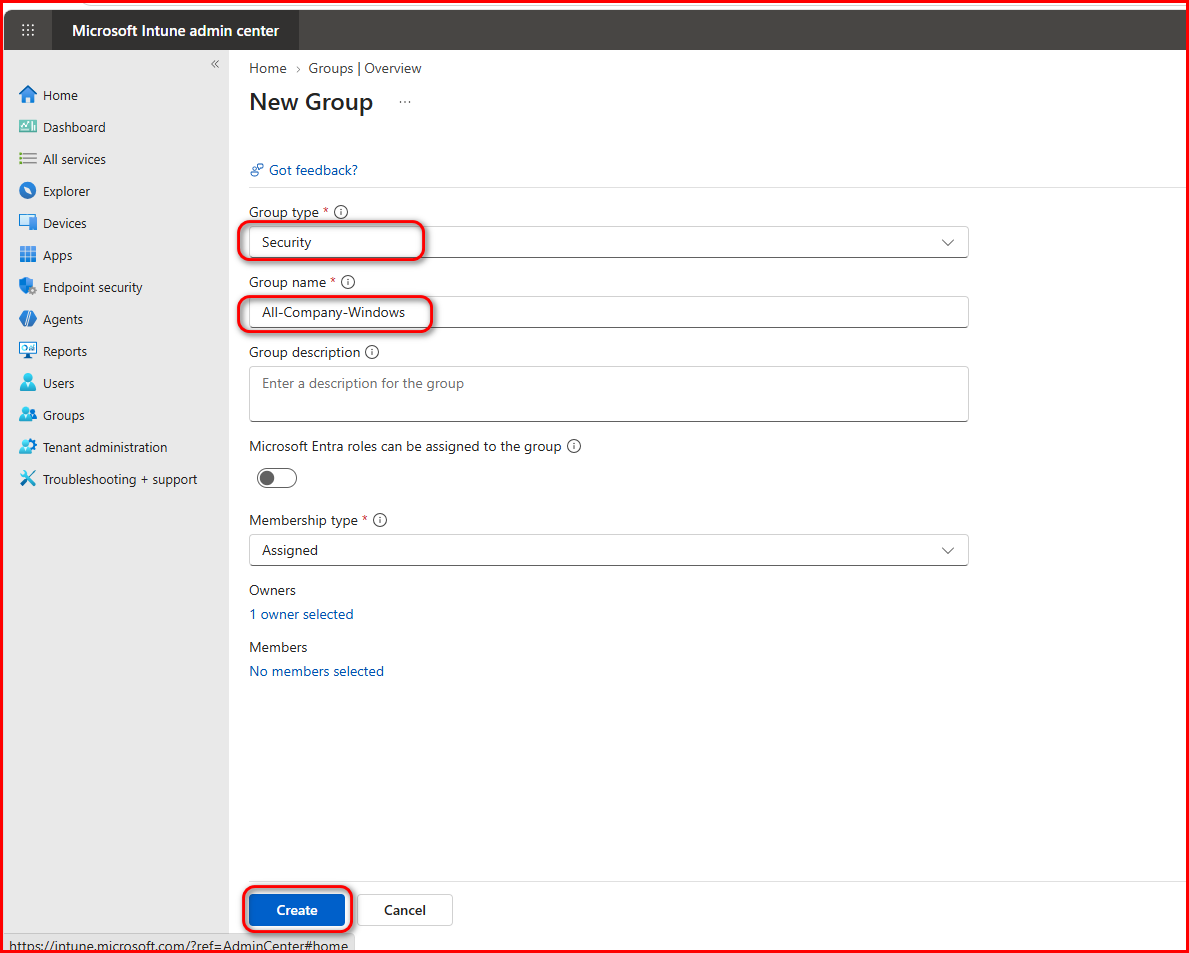 Microsoft Intune admin center
«
Home › Groups | Overview
New Group ...
Home
Dashboard
All services
Explorer
Devices
Apps
Endpoint security
Agents
Reports
Users
Groups
Tenant administration
Troubleshooting + support
Got feedback?
Group type *
Security
Group name *
All-Company-Windows
Group description
Enter a description for the group
Microsoft Entra roles can be assigned to the group
Membership type *
Assigned
Owners
1 owner selected
Members
No members selected
Create Cancel
https://intune.microsoft.com/?ref=AdminCenter#home